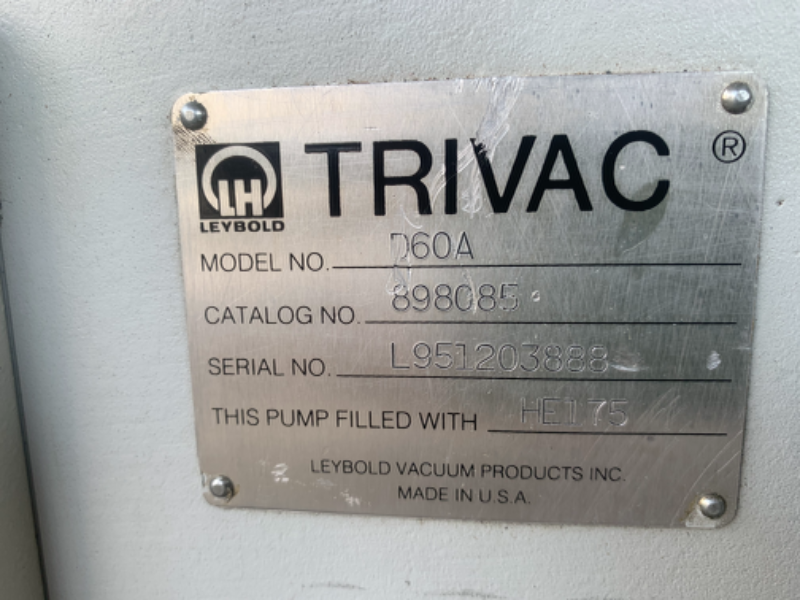 LH
LEYBOLD
TRIVAC ®
MODEL NO. D60A
CATALOG NO. 898085
SERIAL NO. L951203888
THIS PUMP FILLED WITH HE175
LEYBOLD VACUUM PRODUCTS INC.
MADE IN U.S.A.